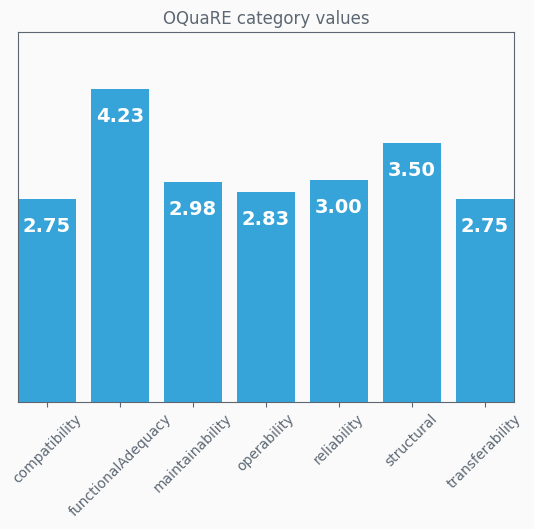 OQuaRE category values
2.75
4.23
2.98
2.83
3.00
3.50
2.75
compatibility
functionalAdequacy
maintainability
operability
reliability
structural
transferability